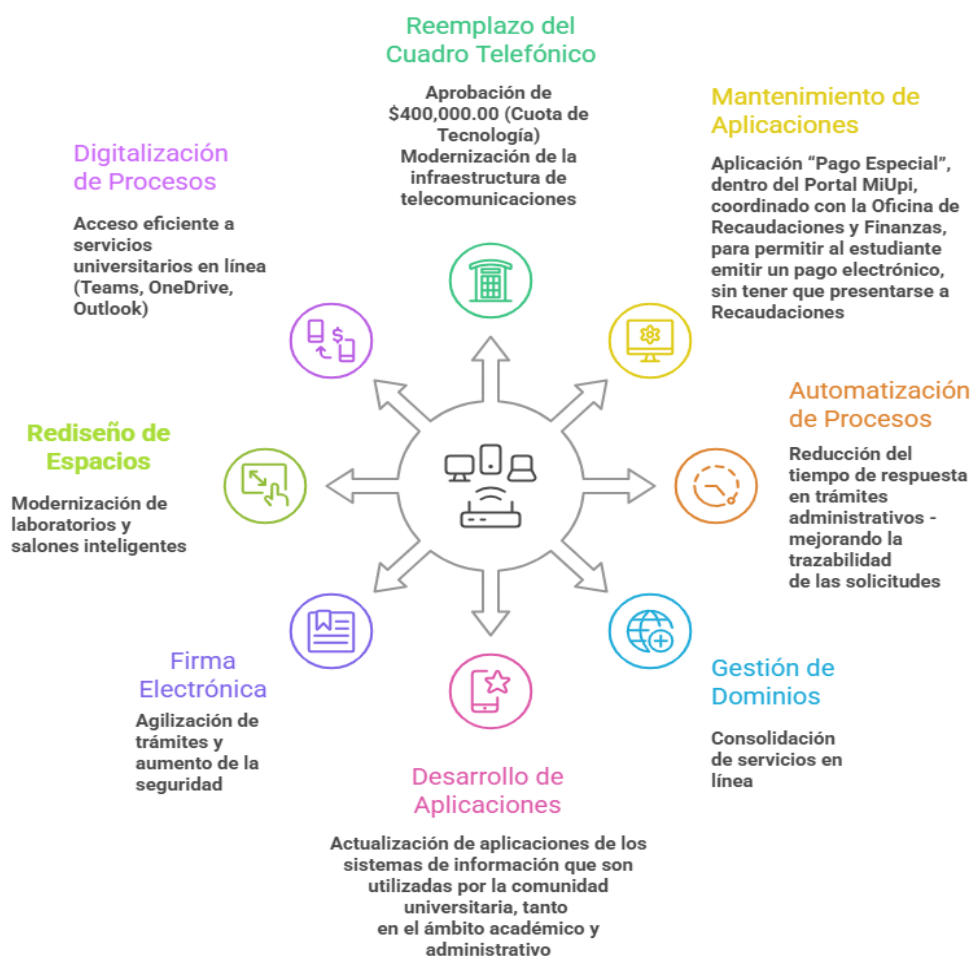 Reemplazo del
Cuadro Telefónico
Aprobación de
$400,000.00 (Cuota de
Tecnología)
Modernización de la
infraestructura de
telecomunicaciones
Mantenimiento de
Aplicaciones
Aplicación “Pago Especial”,
dentro del Portal MiUpi,
coordinado con la Oficina de
Recaudaciones y Finanzas,
para permitir al estudiante
emitir un pago electrónico,
sin tener que presentarse a
Recaudaciones
Automatización
de Procesos
Reducción del
tiempo de respuesta
en trámites
administrativos -
mejorando la
trazabilidad
de las solicitudes
Gestión de
Dominios
Consolidación
de servicios en
línea
Desarrollo de
Aplicaciones
Actualización de aplicaciones de los
sistemas de información que son
utilizadas por la comunidad
universitaria, tanto
en el ámbito académico y
administrativo
Firma
Electrónica
Agilización de
trámites y
aumento de la
seguridad
Rediseño de
Espacios
Modernización de
laboratorios y
salones inteligentes
Digitalización
de Procesos
Acceso eficiente a
servicios
universitarios en línea
(Teams, OneDrive,
Outlook)
$